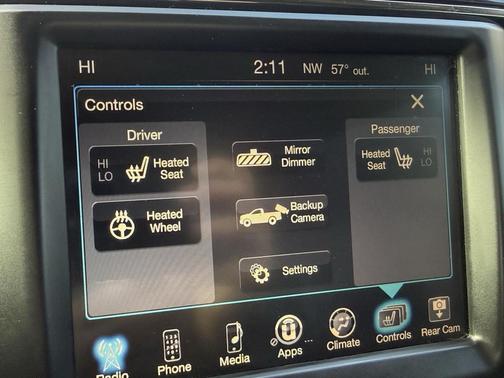 HI 2:11 NW 57° out. HI
Controls X
Driver
HI
LO
Heated
Seat
Heated
Wheel
Mirror
Dimmer
Backup
Camera
Settings
Passenger
Heated
Seat
HI
LO
Radio Phone Media Apps ... Climate Controls Rear Cam